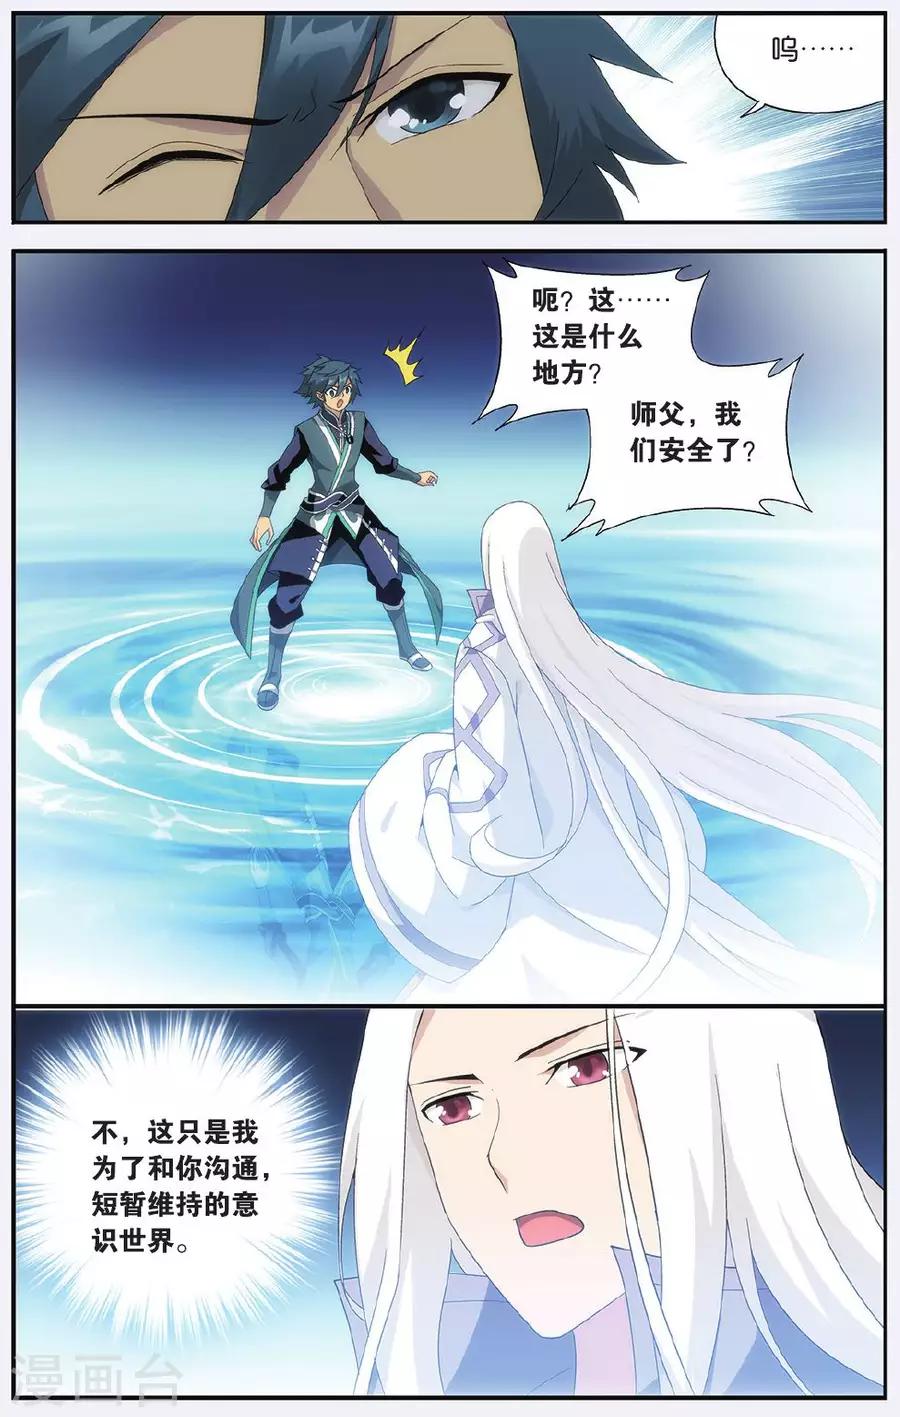 呜……
呃？这……
这是什么
地方？
师父，我
们安全了？
不，这只是我
为了和你沟通，
短暂维持的意
识世界。
漫画台